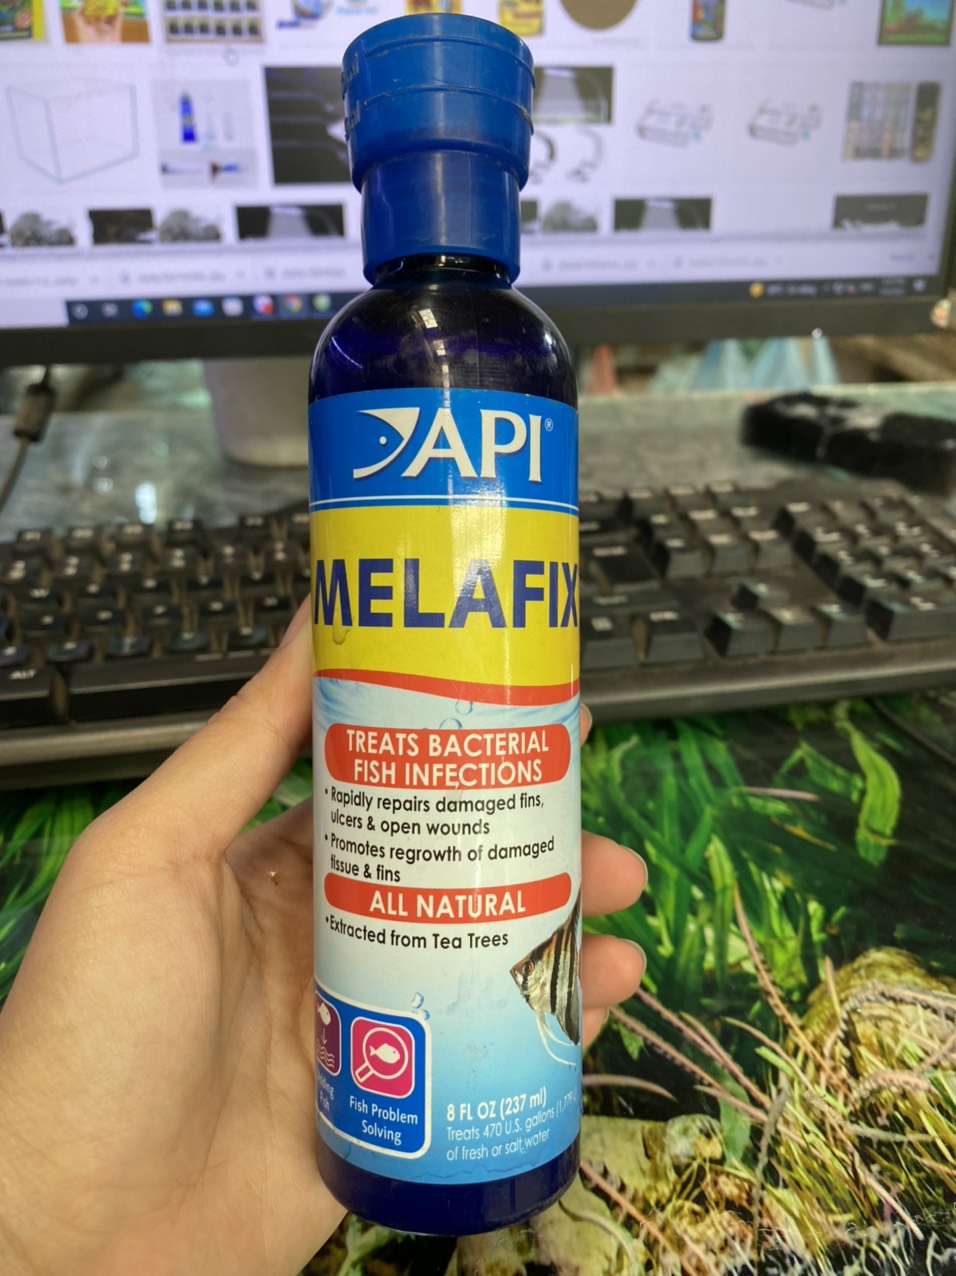 API®
MELAFIX
TREATS BACTERIAL
FISH INFECTIONS
• Rapidly repairs damaged fins,
ulcers & open wounds
• Promotes regrowth of damaged
tissue & fins
ALL NATURAL
• Extracted from Tea Trees
Fish
Fish Problem
Solving
8 FL OZ (237 ml)
Treats 470 U.S. gallons
of fresh or salt water
ALT